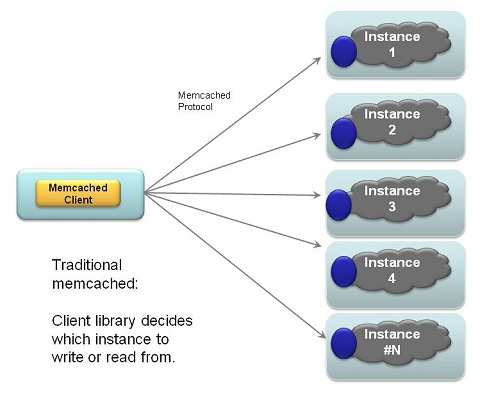 Instance
1
Memcached
Protocol
Instance
2
Memcached
Client
Instance
3
Instance
4
Traditional
memcached:
Client library decides
which instance to
write or read from.
Instance
#N